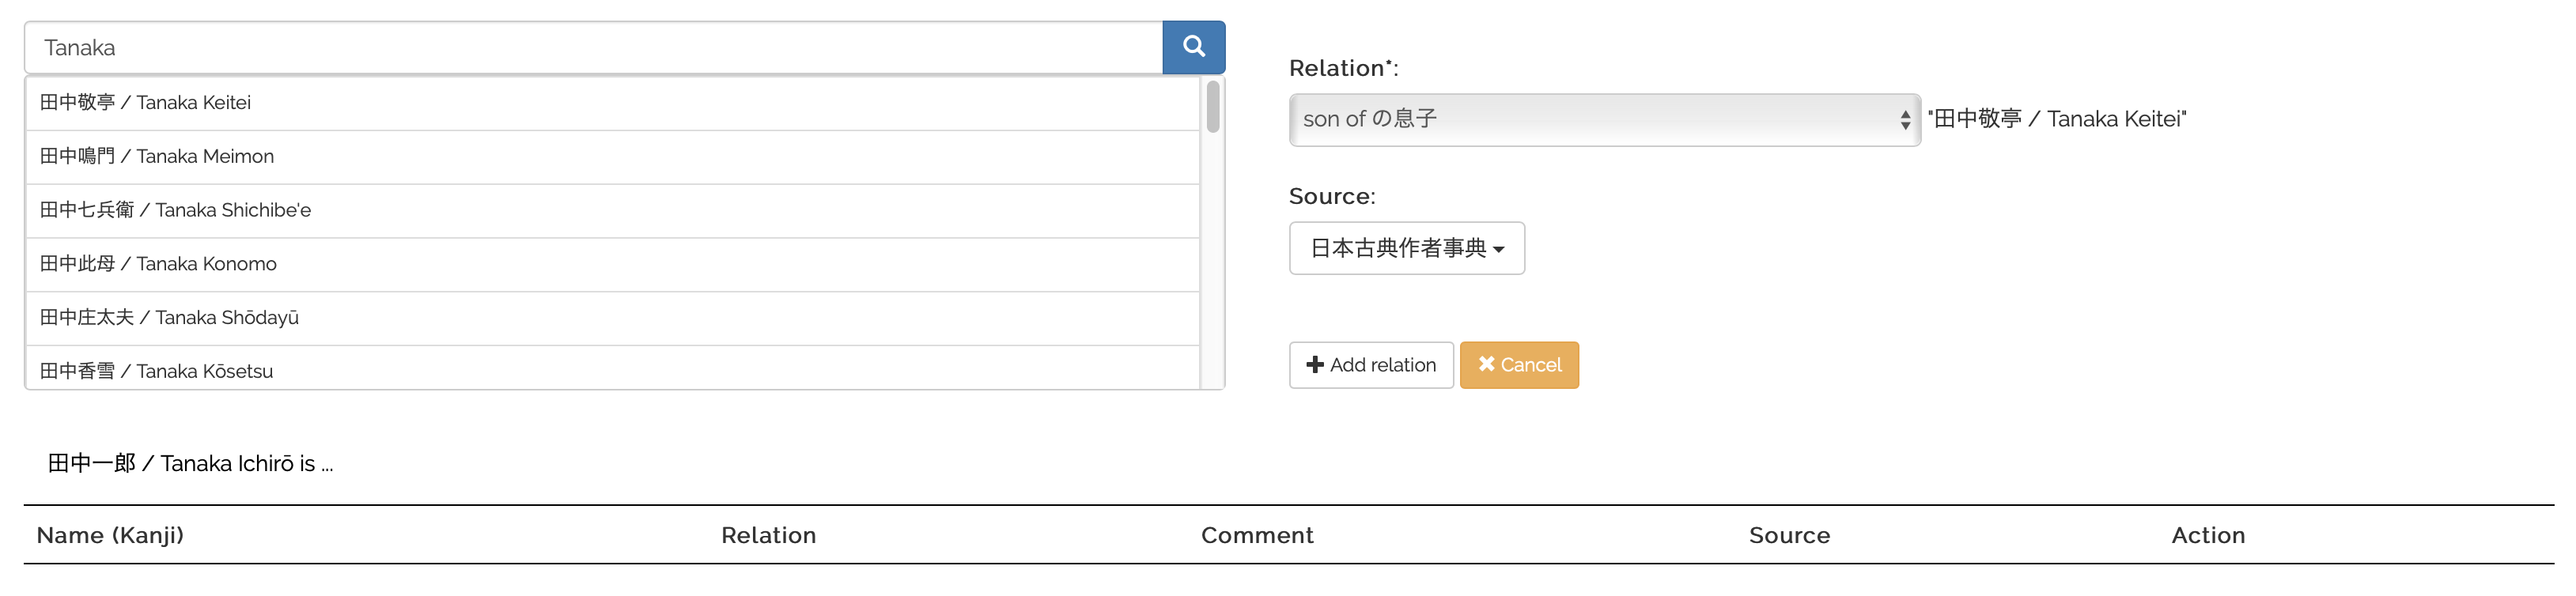 Tanaka
田中敬亭 / Tanaka Keitei
田中鳴門 / Tanaka Meimon
田中七兵衛 / Tanaka Shichibe'e
田中此母 / Tanaka Konomo
田中庄太夫 / Tanaka Shōdayū
田中香雪 / Tanaka Kōsetsu
Relation*:
son of の息子 "田中敬亭 / Tanaka Keitei"
Source:
日本古典作者事典
Add relation Cancel
田中一郎 / Tanaka Ichirō is ...
Name (Kanji) Relation Comment Source Action